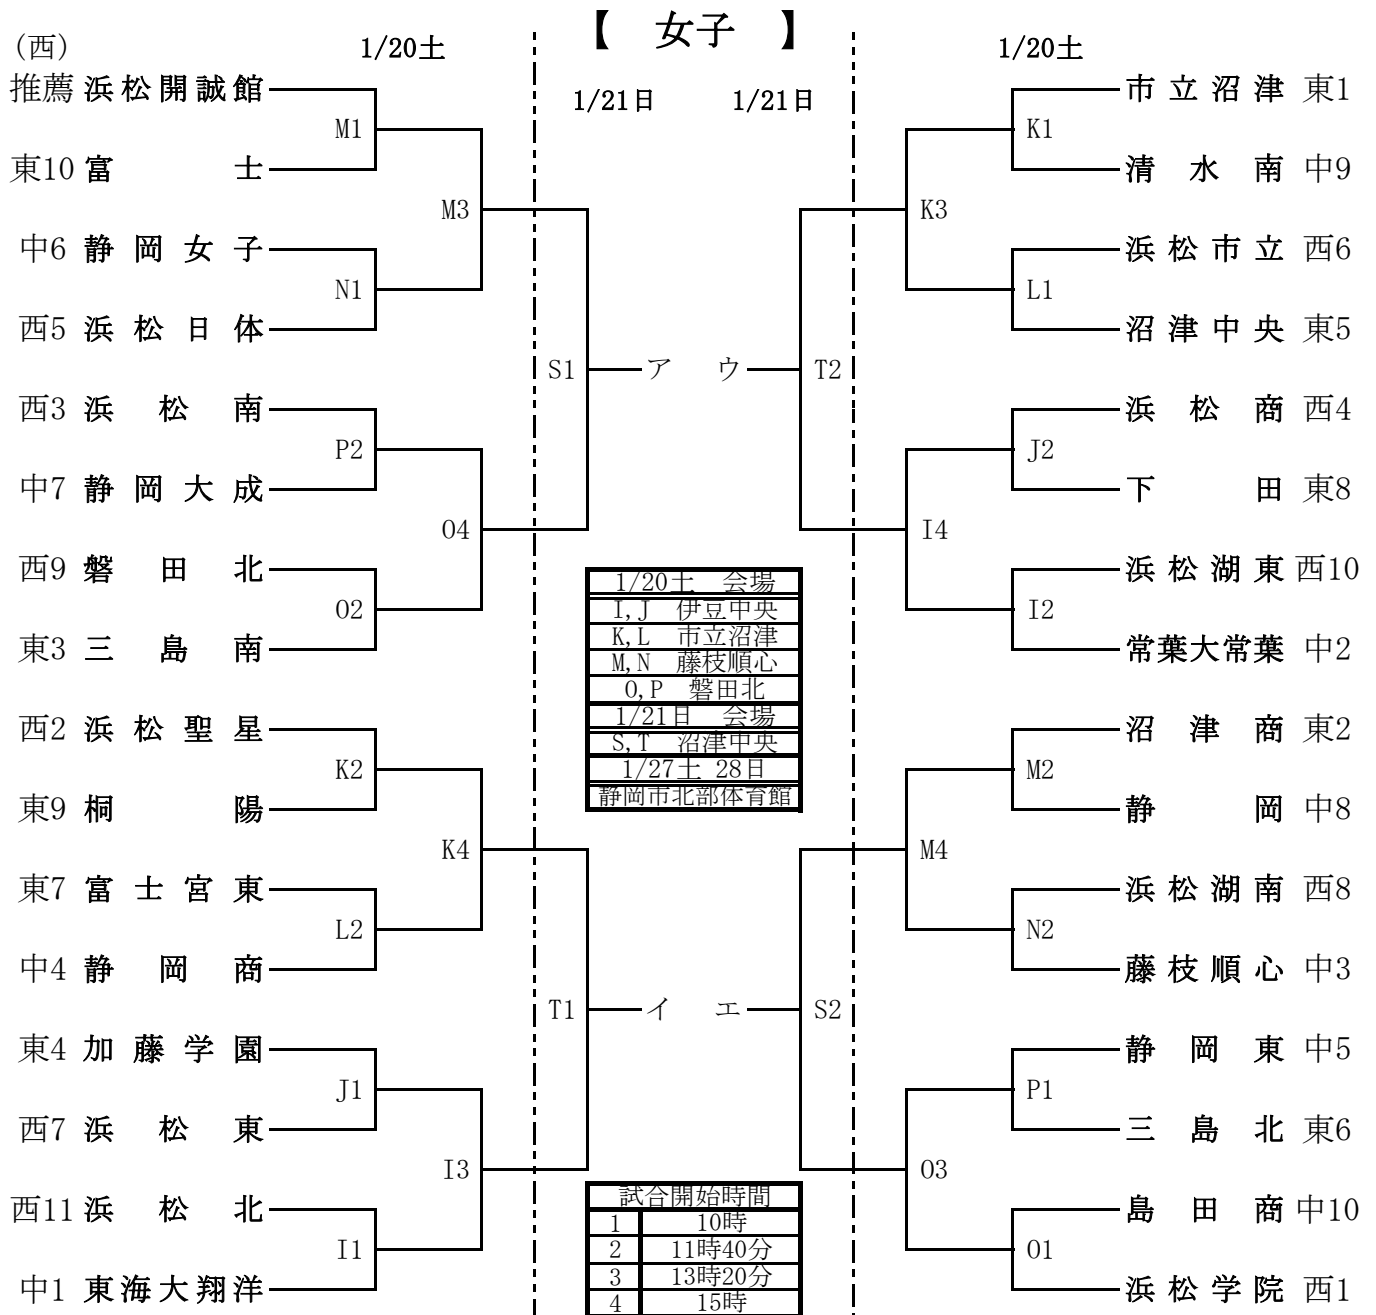 【 女子 】
(西) 1/20土 1/20土
1/21日 1/21日
推薦 浜松開誠館 市立沼津 東1
M1 K1
東10 富士 清水南 中9
M3 K3
中6 静岡女子 浜松市立 西6
N1 L1
西5 浜松日体 沼津中央 東5
S1 ア ウ T2
西3 浜松南 浜松商 西4
P2 J2
中7 静岡大成 下田 東8
O4 I4
西9 磐田北 浜松湖東 西10
O2 I2
東3 三島南 常葉大常葉 中2
1/20土 会場
I,J 伊豆中央
K,L 市立沼津
M,N 藤枝順心
O,P 磐田北
1/21日 会場
S,T 沼津中央
1/27土 28日
静岡市北部体育館
西2 浜松聖星 沼津商 東2
K2 M2
東9 桐陽 静岡 中8
K4 M4
東7 富士宮東 浜松湖南 西8
L2 N2
中4 静岡商 藤枝順心 中3
T1 イ エ S2
東4 加藤学園 静岡東 中5
J1 P1
西7 浜松東 三島北 東6
I3 O3
西11 浜松北 島田商 中10
I1 O1
中1 東海大翔洋 浜松学院 西1
試合開始時間
1 10時
2 11時40分
3 13時20分
4 15時